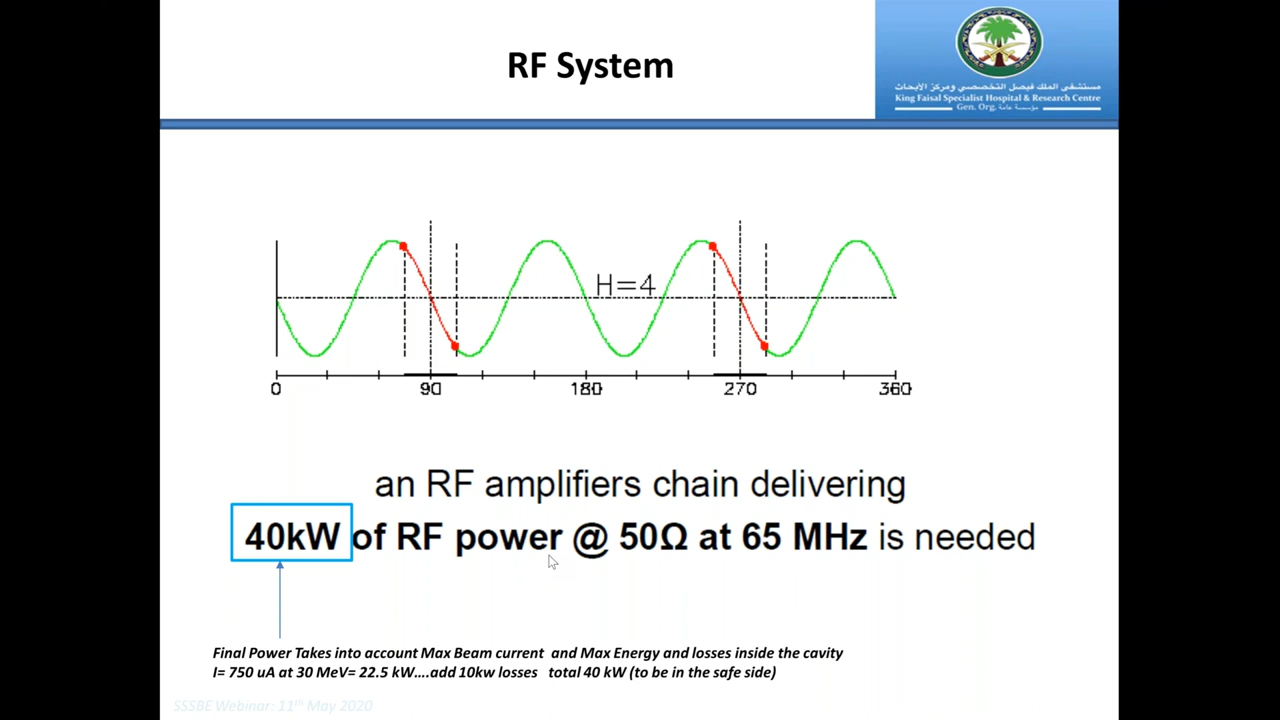 RF System
مستشفى الملك فيصل التخصصي ومركز الأبحاث
King Faisal Specialist Hospital & Research Centre
Gen. Org. مؤسسة عامة
H=4
0 90 180 270 360
an RF amplifiers chain delivering
40kW of RF power @ 50Ω at 65 MHz is needed
Final Power Takes into account Max Beam current and Max Energy and losses inside the cavity
I= 750 uA at 30 MeV= 22.5 kW....add 10kw losses total 40 kW (to be in the safe side)
SSSBE Webinar: 11th May 2020